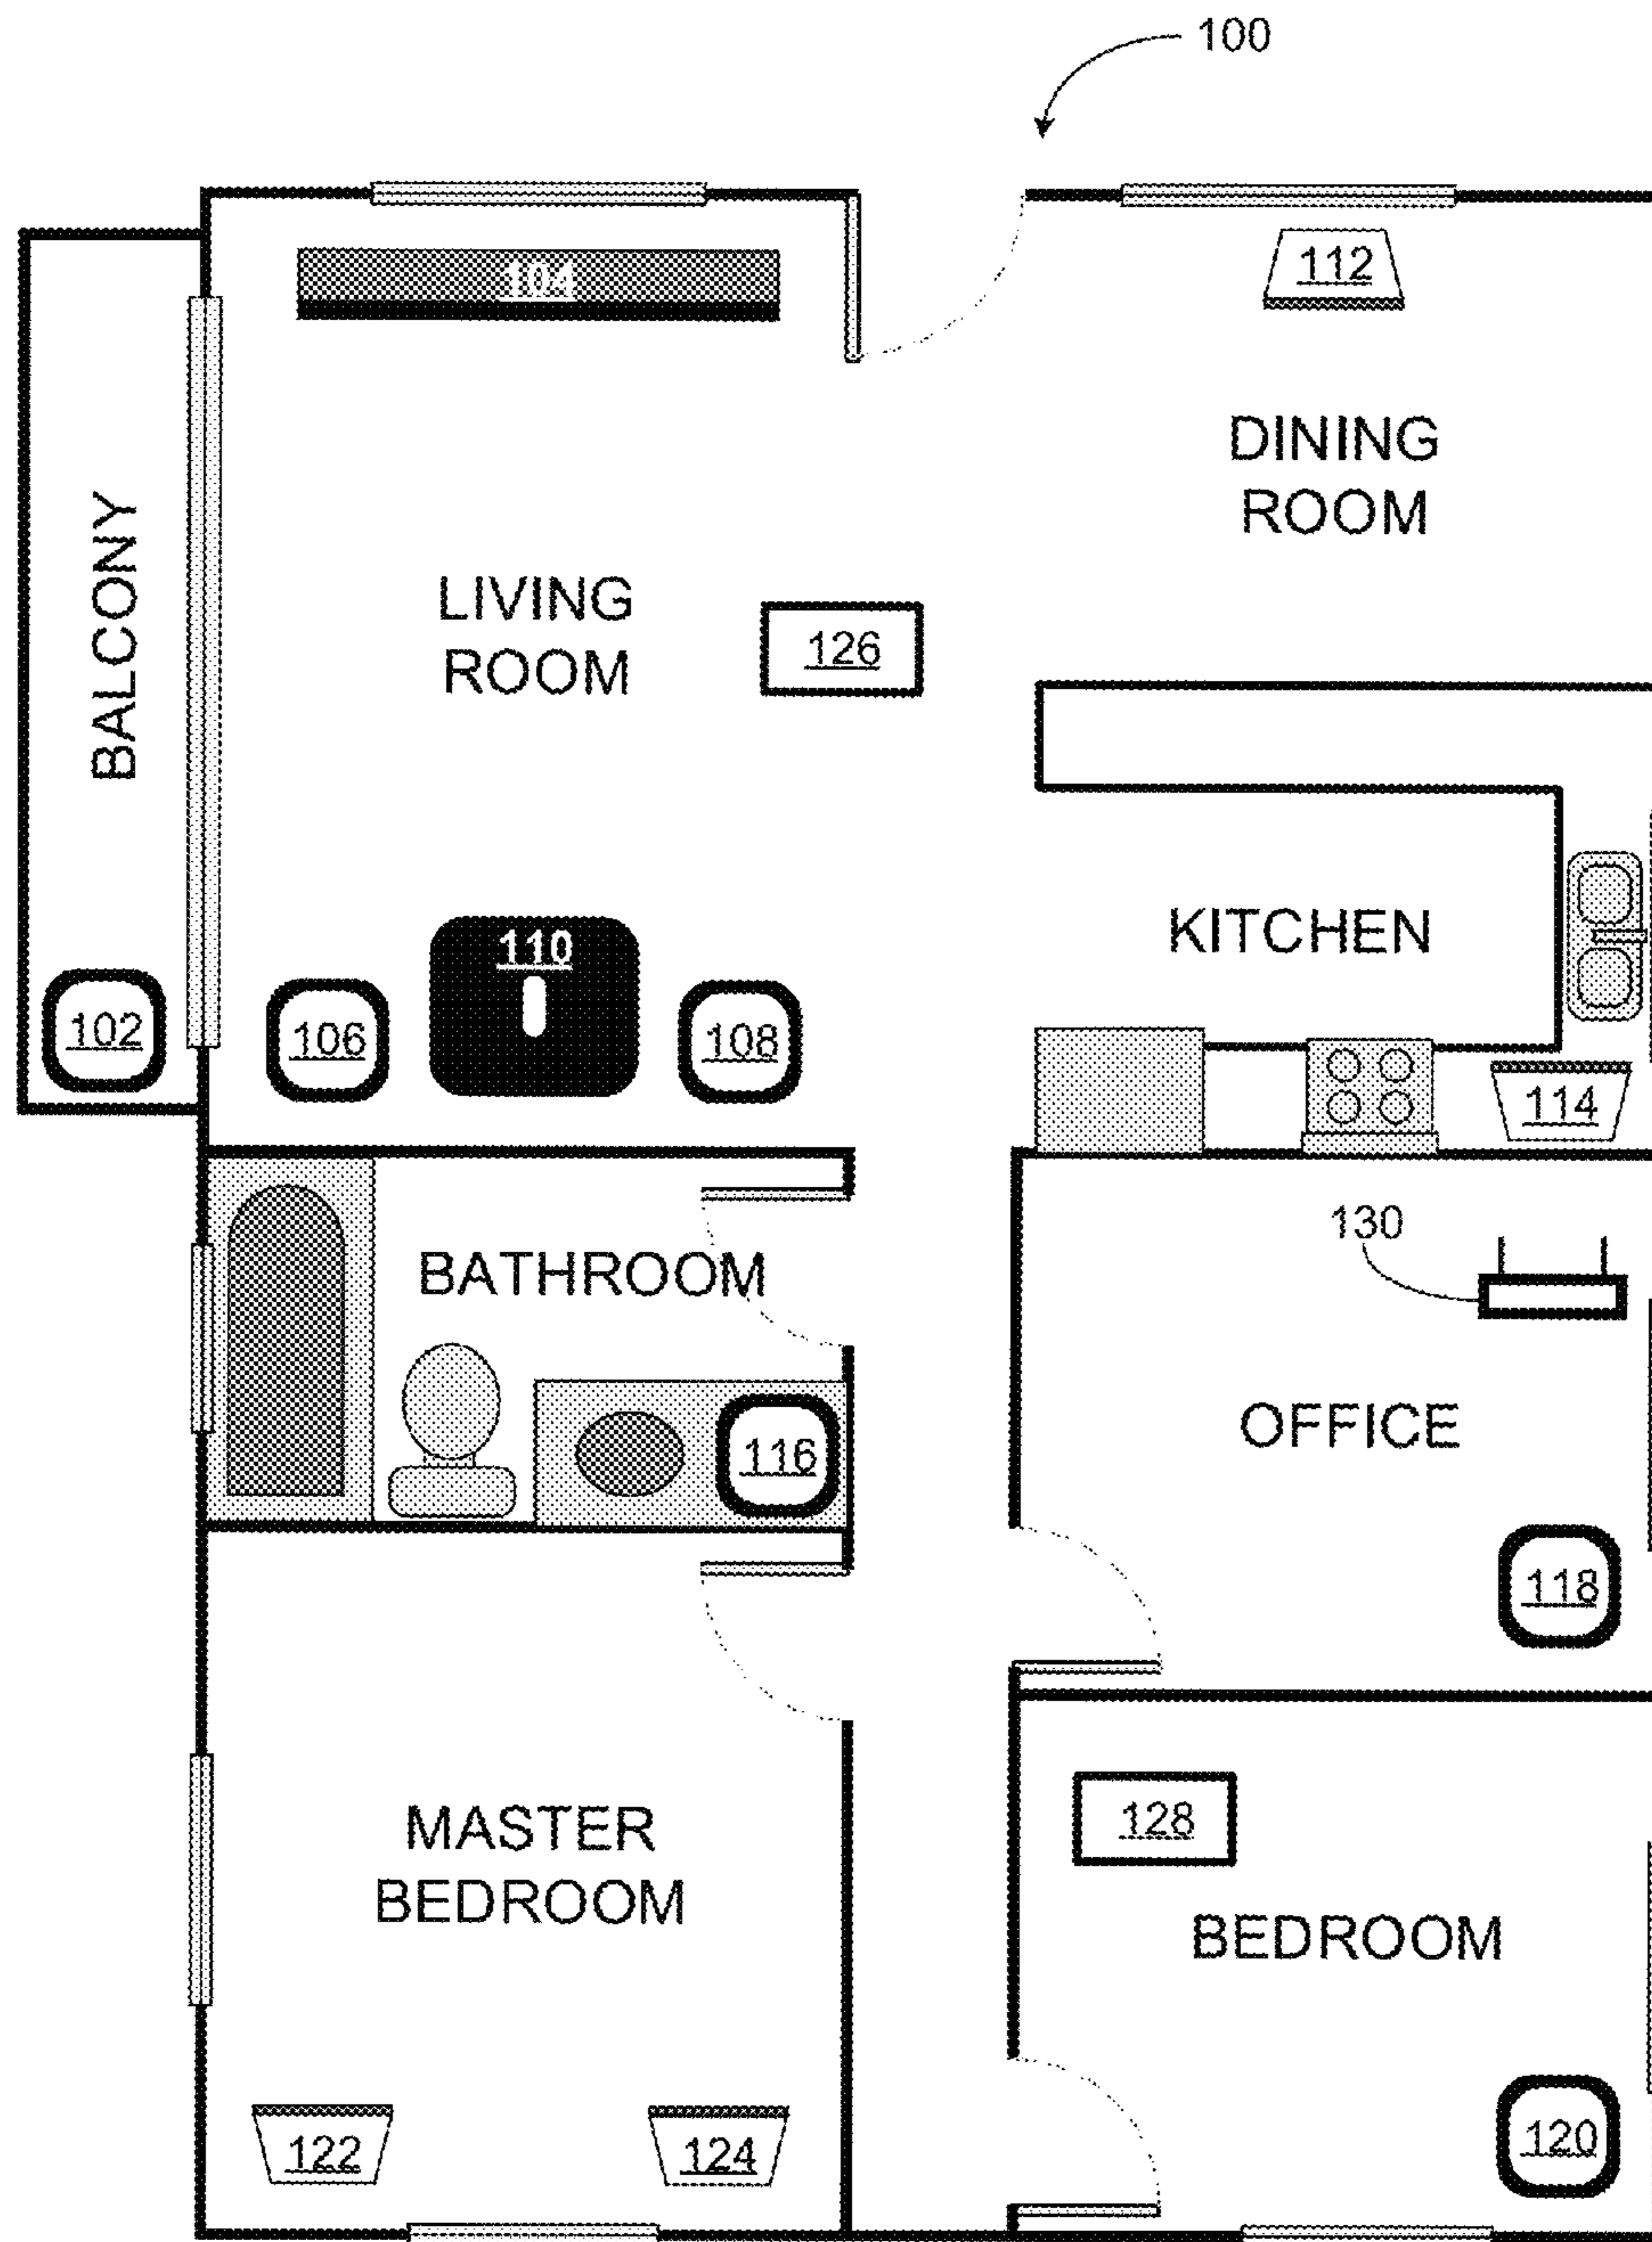 100
104
112
DINING
ROOM
BALCONY
LIVING
ROOM
126
KITCHEN
110
102
106
108
114
130
BATHROOM
OFFICE
116
118
MASTER
BEDROOM
128
BEDROOM
122
124
120